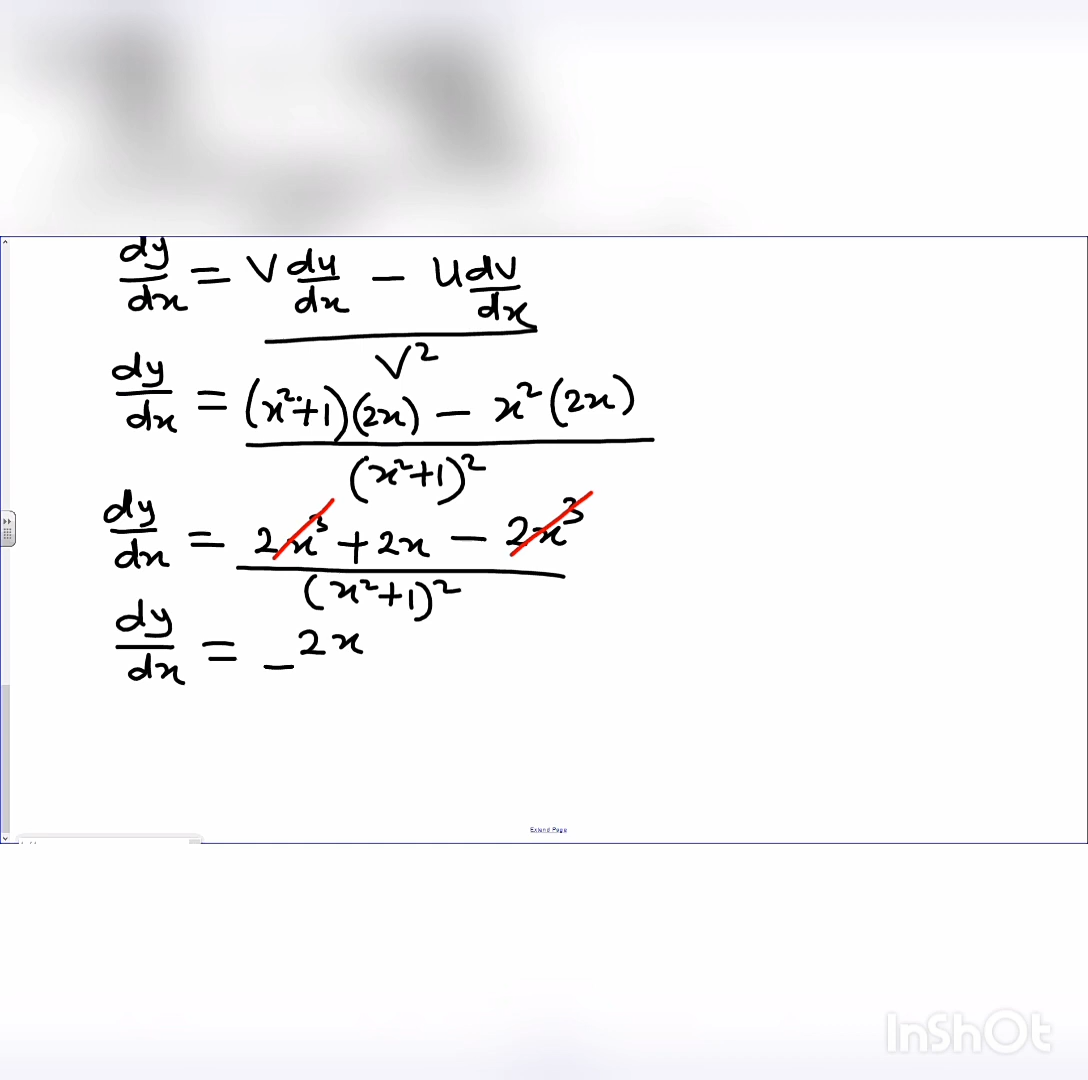 dy/dx = V du/dx - U dv/dx
V²
dy/dx = (x²+1)(2x) - x²(2x)
(x²+1)²
dy/dx = 2x³ + 2x - 2x³
(x²+1)²
dy/dx = _ 2x
Extend Page
InShOt